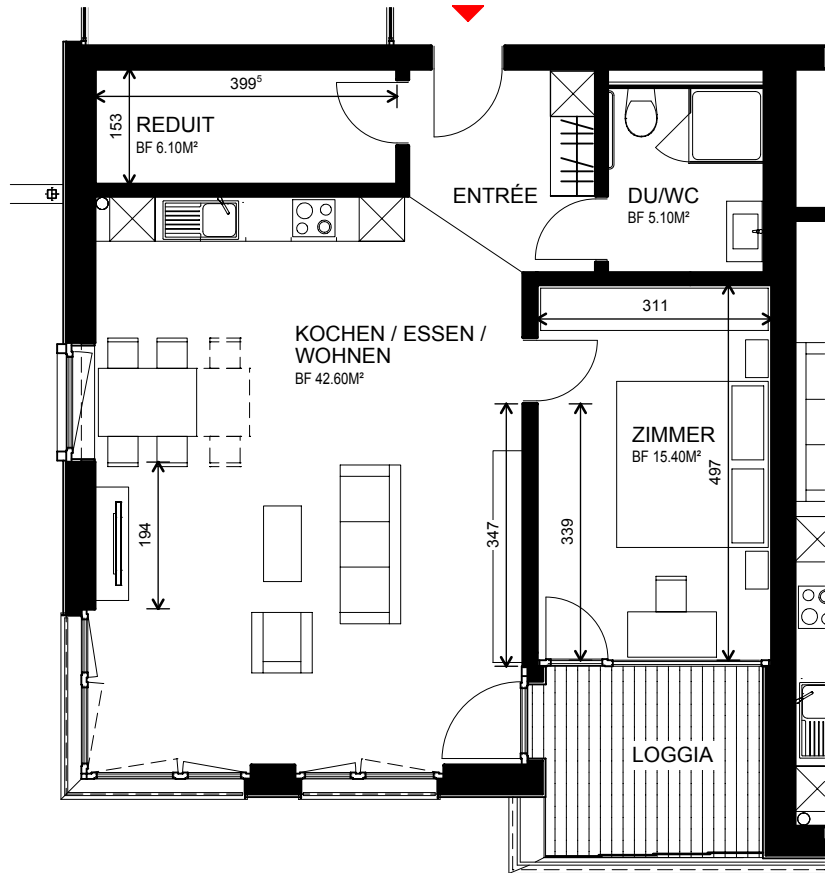 399⁵
153
REDUIT
BF 6.10M²
ENTRÉE
DU/WC
BF 5.10M²
311
KOCHEN / ESSEN /
WOHNEN
BF 42.60M²
ZIMMER
BF 15.40M²
497
194
347
339
LOGGIA